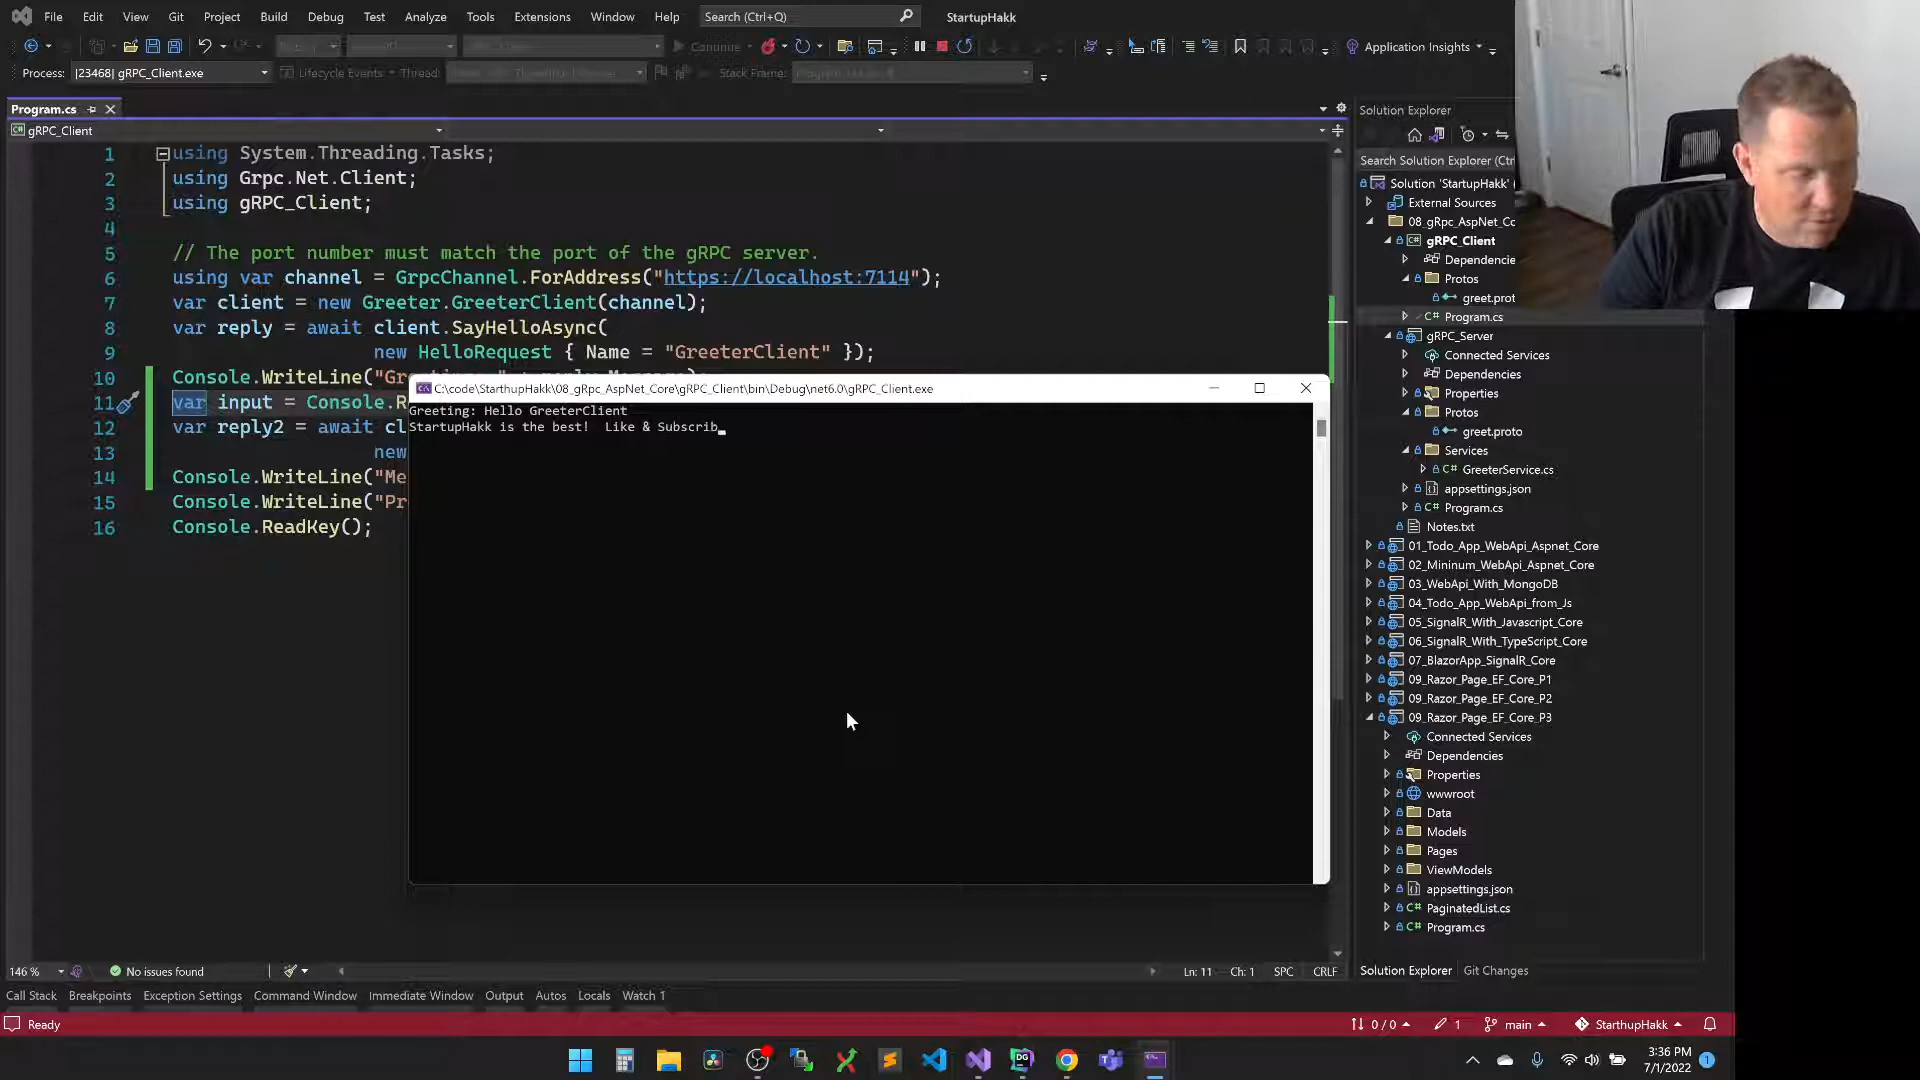 File Edit View Project Build Debug Test Analyze Tools Extensions Window Help Search (Ctrl+Q) StartupHakk
Continue Application Insights
Process: [23468] gRPC_Client.exe Lifecycle Events Thread: Stack Frame:
Program.cs
gRPC_Client
1 using System.Threading.Tasks;
2 using Grpc.Net.Client;
3 using gRPC_Client;
4
5 // The port number must match the port of the gRPC server.
6 using var channel = GrpcChannel.ForAddress("https://localhost:7114");
7 var client = new Greeter.GreeterClient(channel);
8 var reply = await client.SayHelloAsync(
9 new HelloRequest { Name = "GreeterClient" });
10 Console.WriteLine("Gr
11 var input = Console.R
12 var reply2 = await cl
13 new
14 Console.WriteLine("Me
15 Console.WriteLine("Pr
16 Console.ReadKey();
C:\code\StarthupHakk\08_gRpc_AspNet_Core\gRPC_Client\bin\Debug\net6.0\gRPC_Client.exe
Greeting: Hello GreeterClient
StartupHakk is the best!  Like & Subscrib
Solution Explorer
Search Solution Explorer (Ctr
Solution 'StartupHakk' (
External Sources
08_gRpc_AspNet_Co
gRPC_Client
Dependencie
Protos
greet.prot
Program.cs
gRPC_Server
Connected Services
Dependencies
Properties
Protos
greet.proto
Services
GreeterService.cs
appsettings.json
Program.cs
Notes.txt
01_Todo_App_WebApi_Aspnet_Core
02_Mininum_WebApi_Aspnet_Core
03_WebApi_With_MongoDB
04_Todo_App_WebApi_from_Js
05_SignalR_With_Javascript_Core
06_SignalR_With_TypeScript_Core
07_BlazorApp_SignalR_Core
09_Razor_Page_EF_Core_P1
09_Razor_Page_EF_Core_P2
09_Razor_Page_EF_Core_P3
Connected Services
Dependencies
Properties
wwwroot
Data
Models
Pages
ViewModels
appsettings.json
PaginatedList.cs
Program.cs
146 % No issues found Ln: 11 Ch: 1 SPC CRLF
Solution Explorer Git Changes
Call Stack Breakpoints Exception Settings Command Window Immediate Window Output Autos Locals Watch 1
Ready 0 / 0 1 main StarthupHakk
3:36 PM
7/1/2022 1